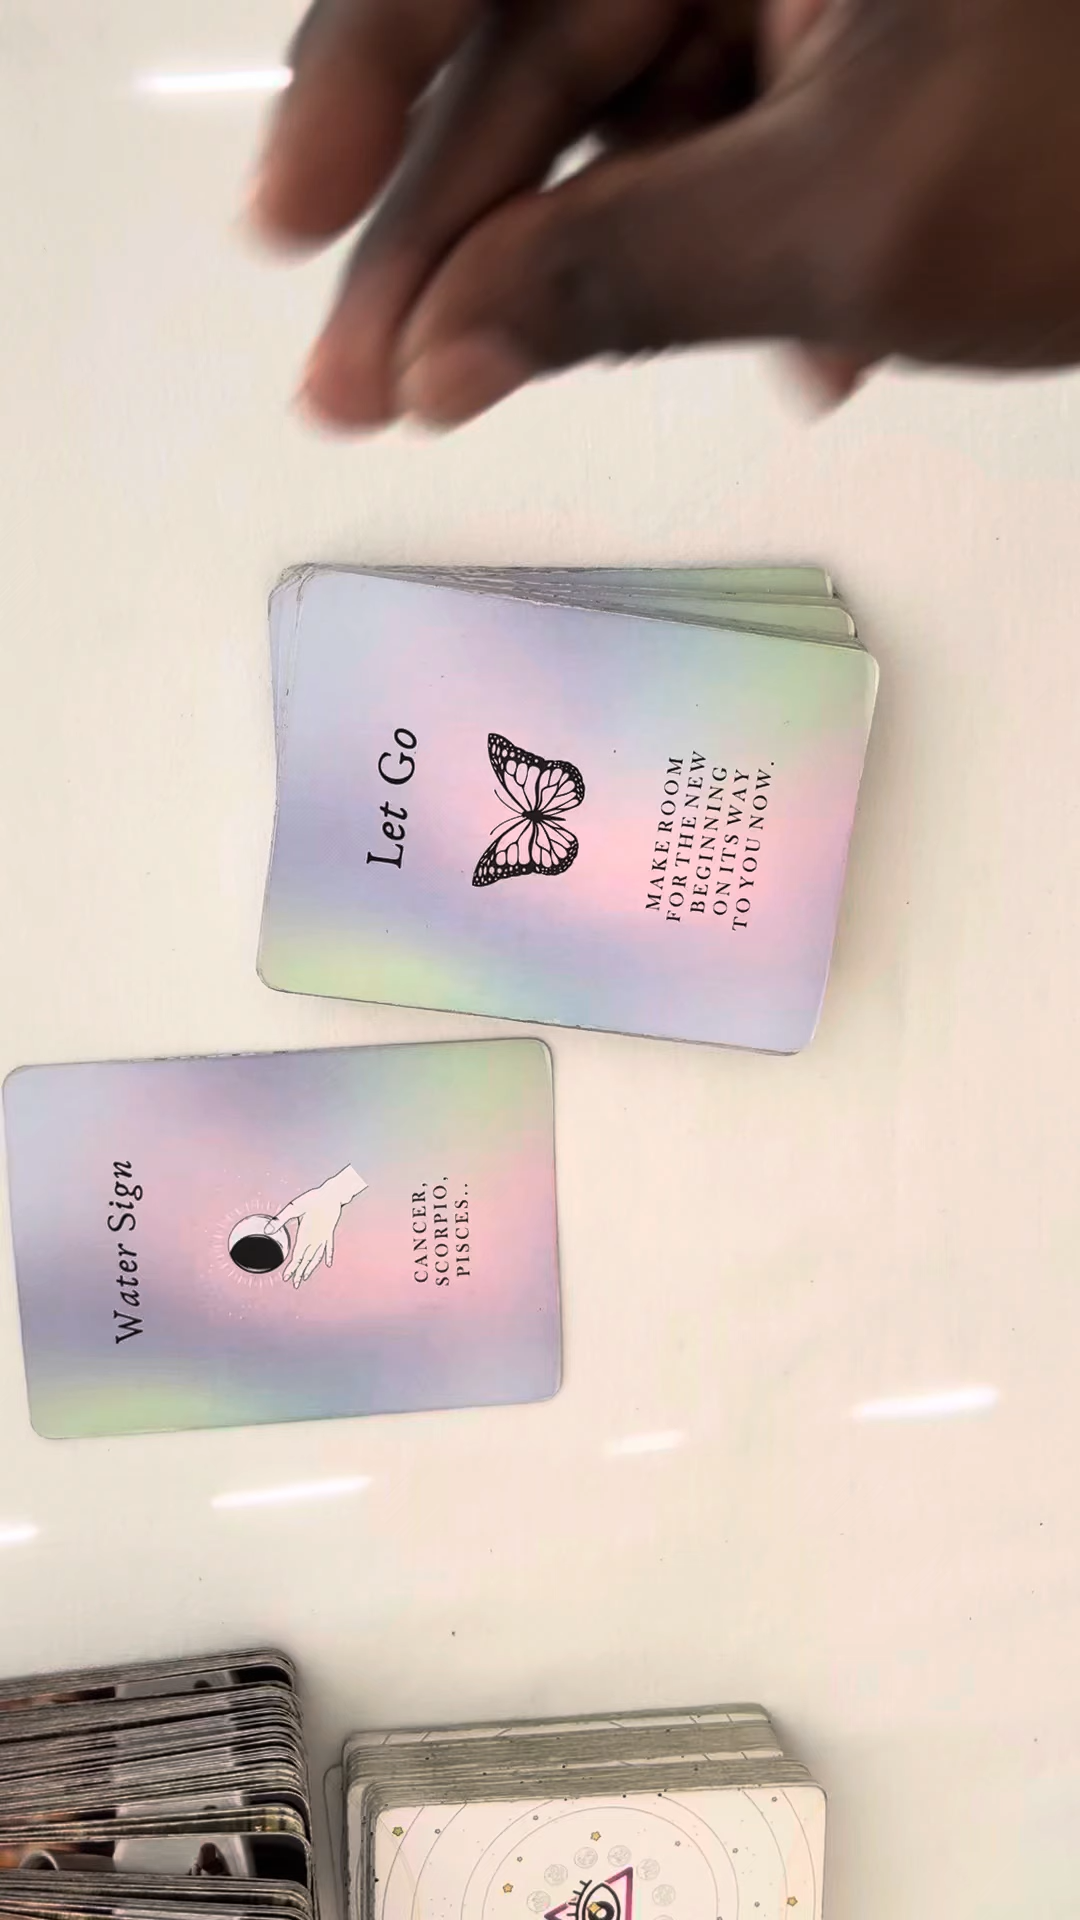 Let Go
MAKE ROOM
FOR THE NEW
BEGINNING
ON ITS WAY
TO YOU NOW.
Water Sign
CANCER,
SCORPIO,
PISCES..